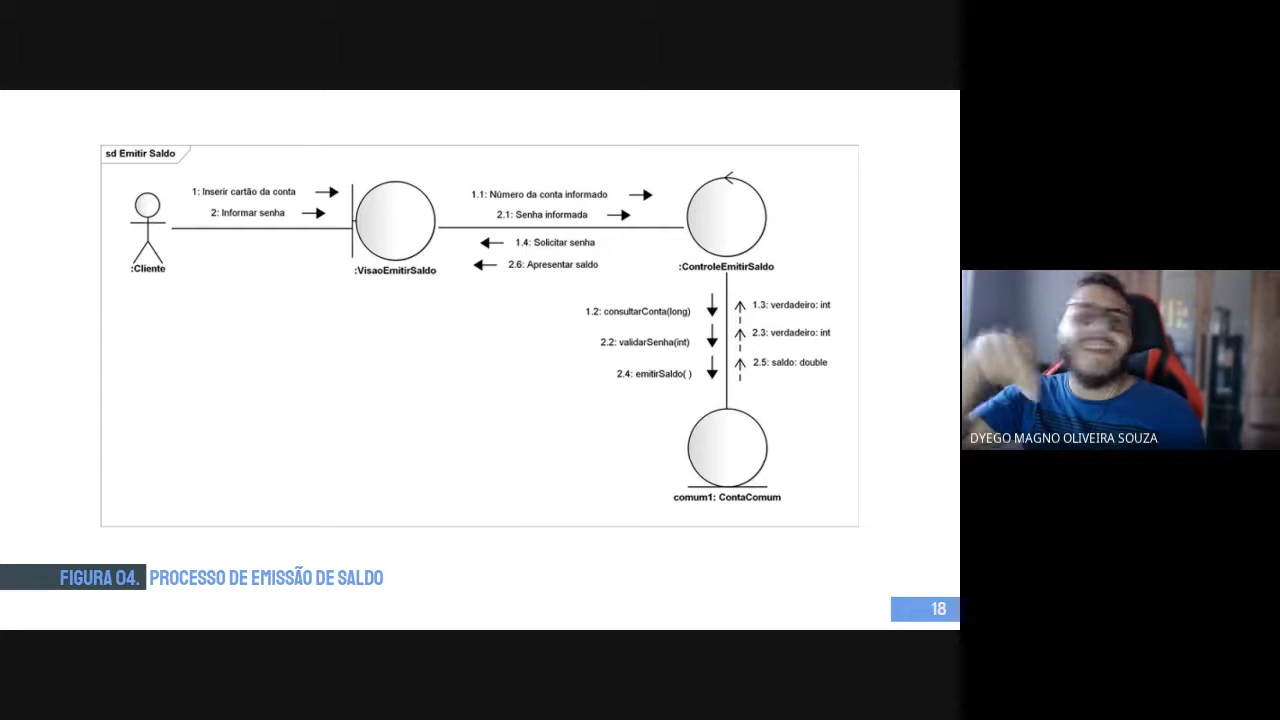 sd Emitir Saldo
1: Inserir cartão da conta
2: Informar senha
:Cliente
:VisaoEmitirSaldo
1.1: Número da conta informado
2.1: Senha informada
1.4: Solicitar senha
2.6: Apresentar saldo
:ControleEmitirSaldo
1.2: consultarConta(long)
1.3: verdadeiro: int
2.2: validarSenha(int)
2.3: verdadeiro: int
2.4: emitirSaldo( )
2.5: saldo: double
comum1: ContaComum
FIGURA 04. PROCESSO DE EMISSÃO DE SALDO
18
DYEGO MAGNO OLIVEIRA SOUZA